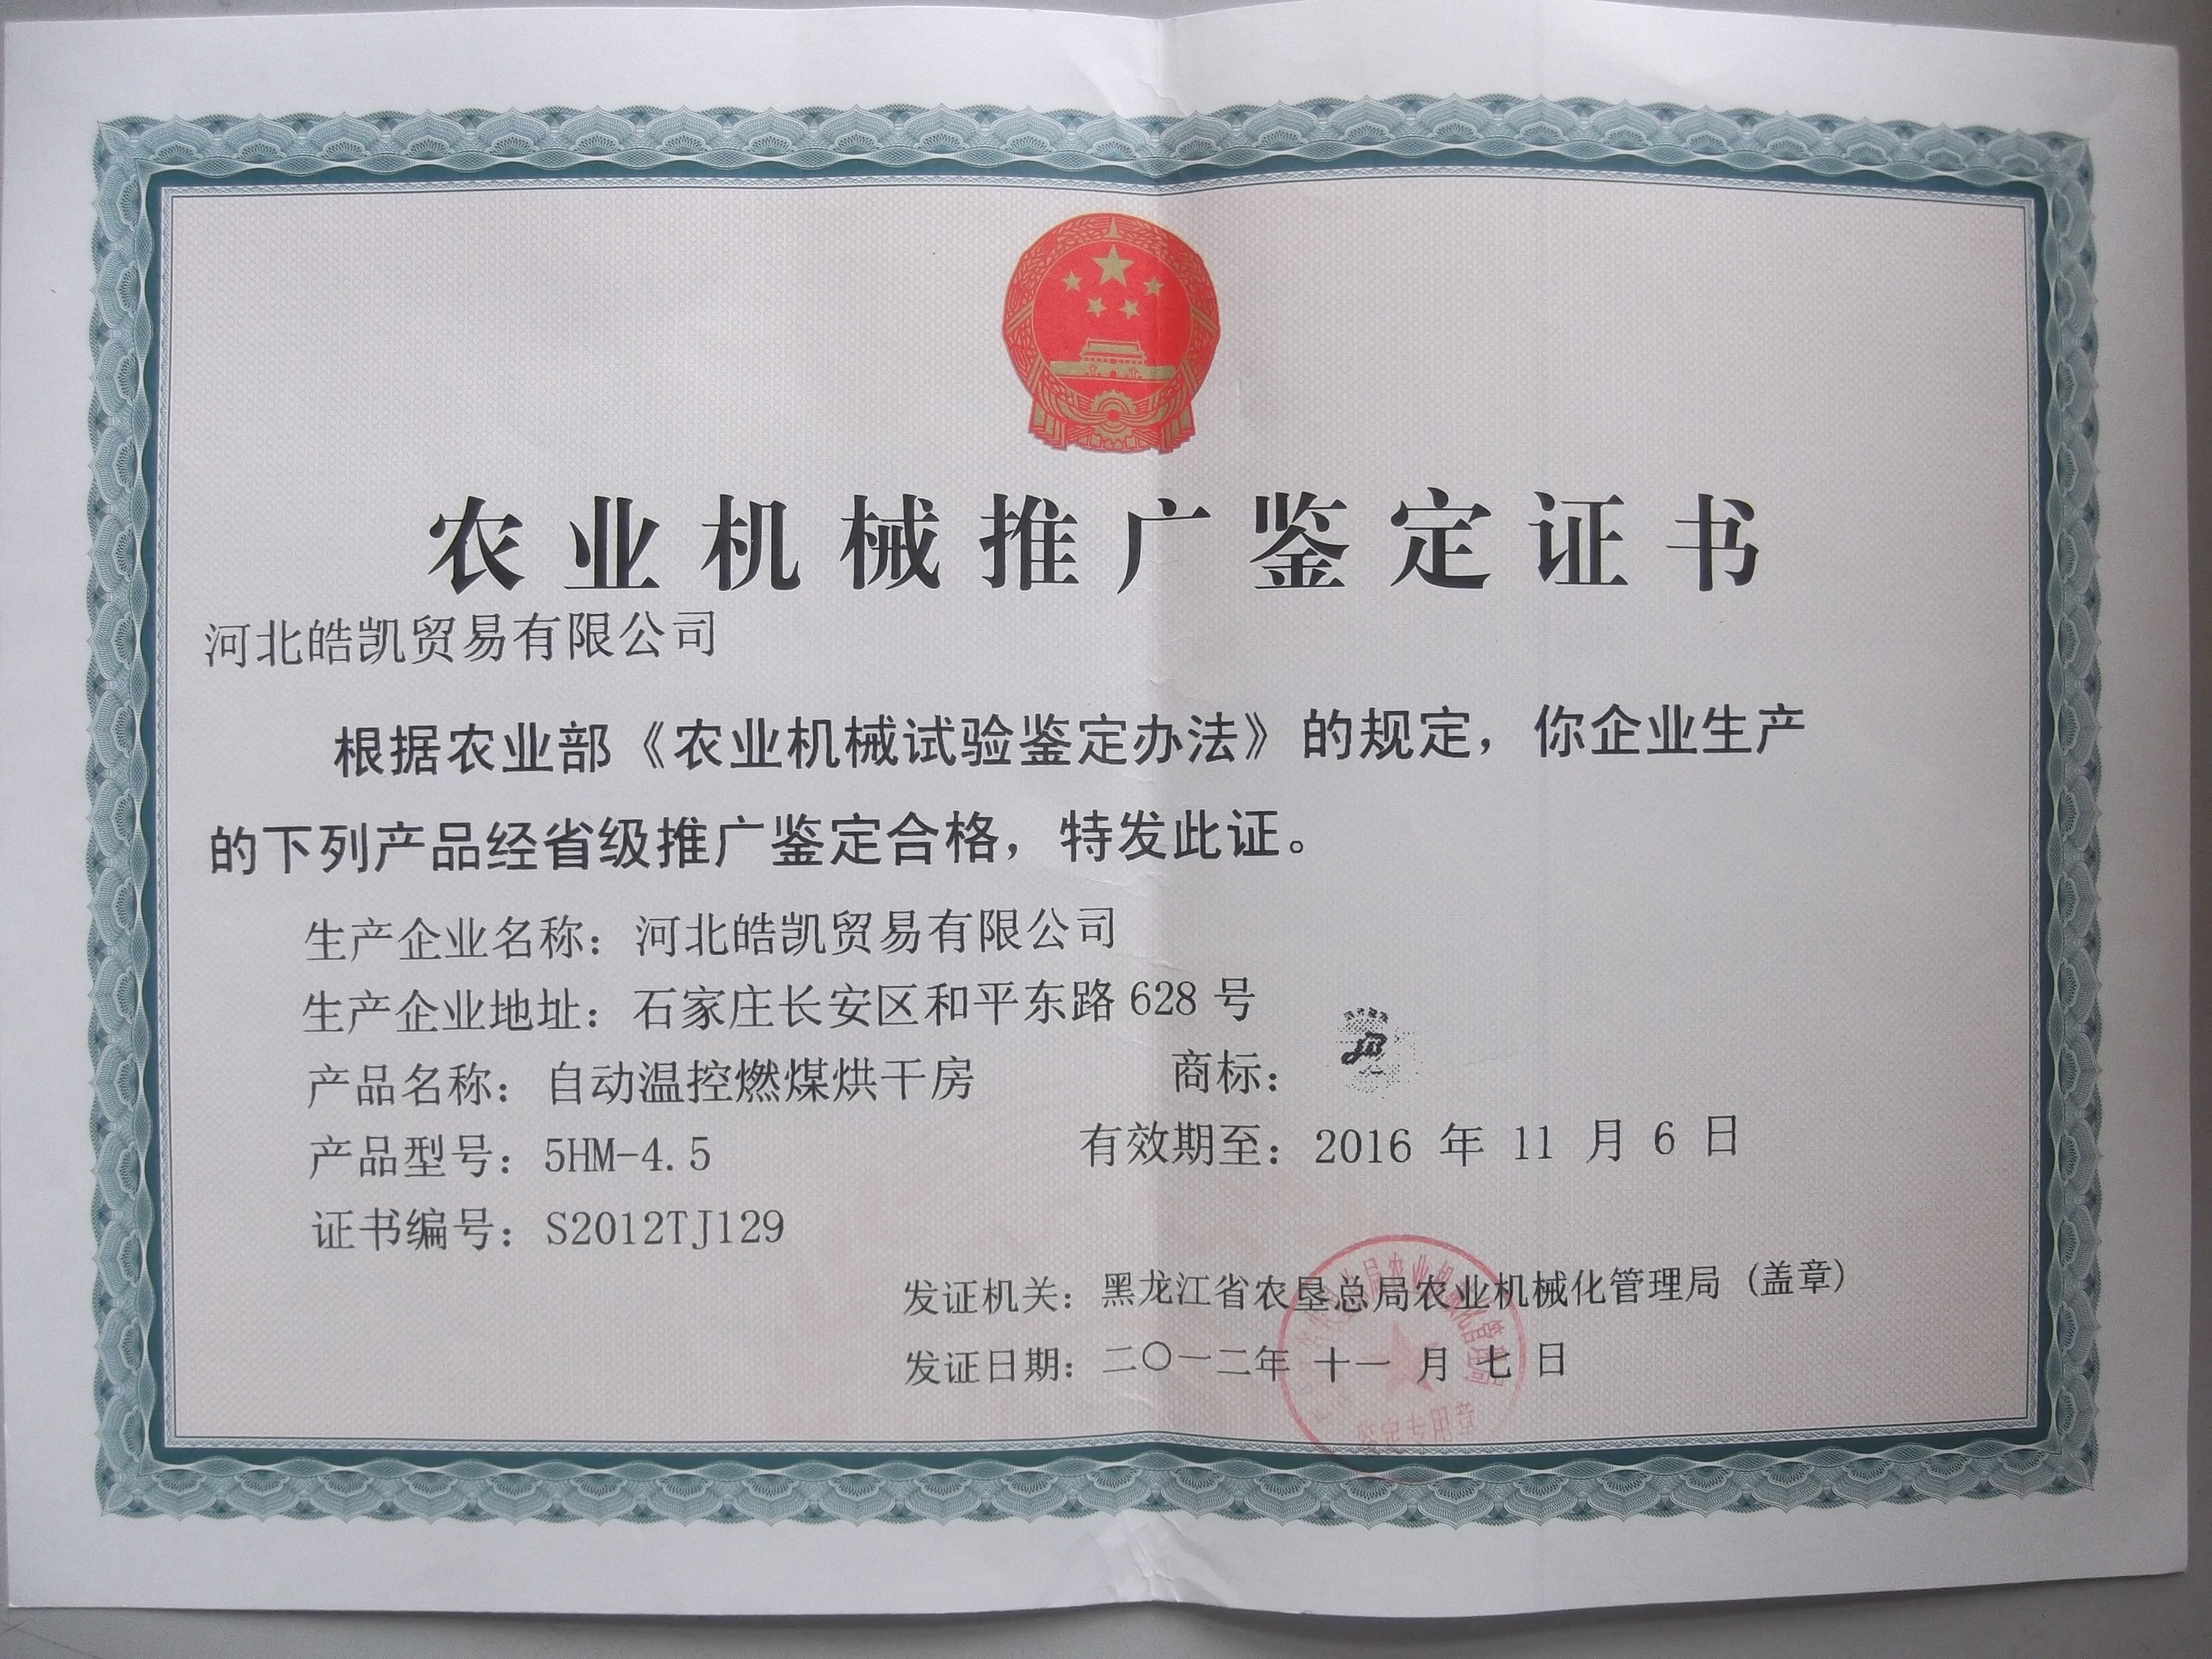 农业机械推广鉴定证书
河北皓凯贸易有限公司
根据农业部《农业机械试验鉴定办法》的规定，你企业生产
的下列产品经省级推广鉴定合格，特发此证。
生产企业名称：河北皓凯贸易有限公司
生产企业地址：石家庄长安区和平东路 628 号
产品名称：自动温控燃煤烘干房
商标：
产品型号：5HM-4.5
有效期至：2016 年 11 月 6 日
证书编号：S2012TJ129
发证机关：黑龙江省农垦总局农业机械化管理局（盖章）
发证日期：二〇一二年 十一 月 七 日
鉴定专用章